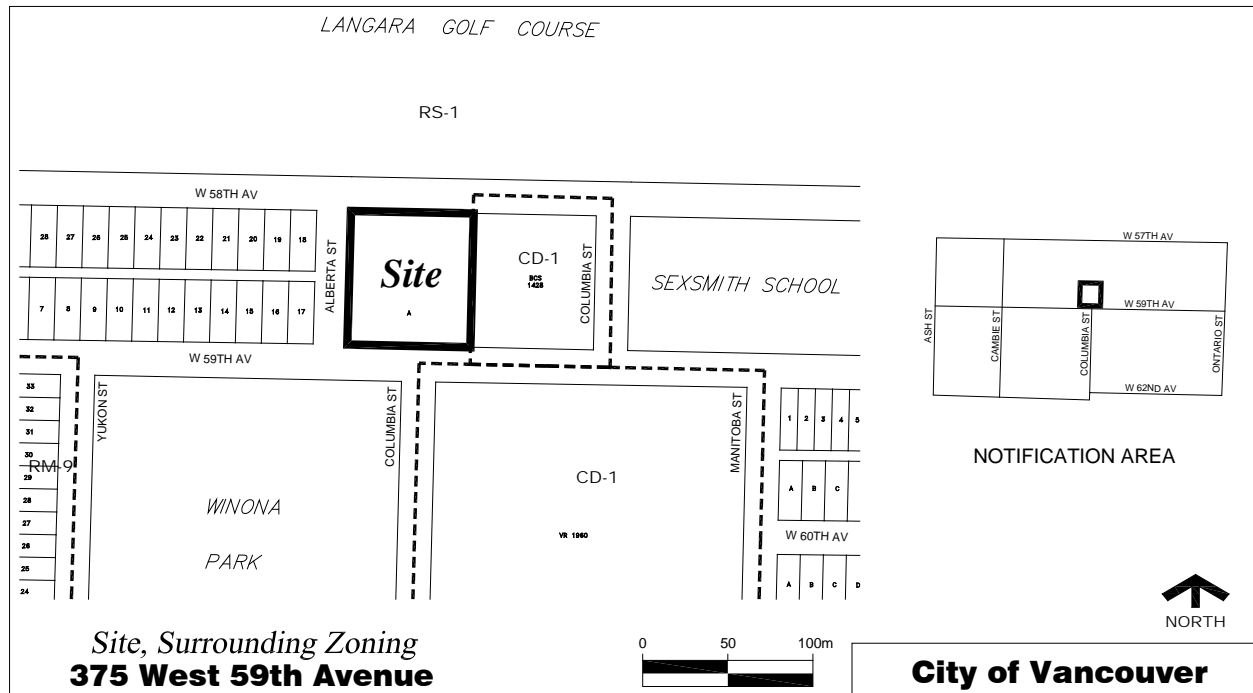 LANGARA GOLF COURSE
RS-1
W 58TH AV
28 27 26 25 24 23 22 21 20 19 18
ALBERTA ST
Site
A
CD-1
BCS
1428
COLUMBIA ST
SEXSMITH SCHOOL
7 8 9 10 11 12 13 14 15 16 17
W 59TH AV
33
32
31
30
RM-9
29
28
27
26
25
24
YUKON ST
WINONA
PARK
COLUMBIA ST
CD-1
VR 1960
MANITOBA ST
1 2 3 4 5
A B C
W 60TH AV
A B C D
W 57TH AV
W 59TH AV
ASH ST
CAMBIE ST
COLUMBIA ST
ONTARIO ST
W 62ND AV
NOTIFICATION AREA
NORTH
Site, Surrounding Zoning
375 West 59th Avenue
0 50 100m
City of Vancouver